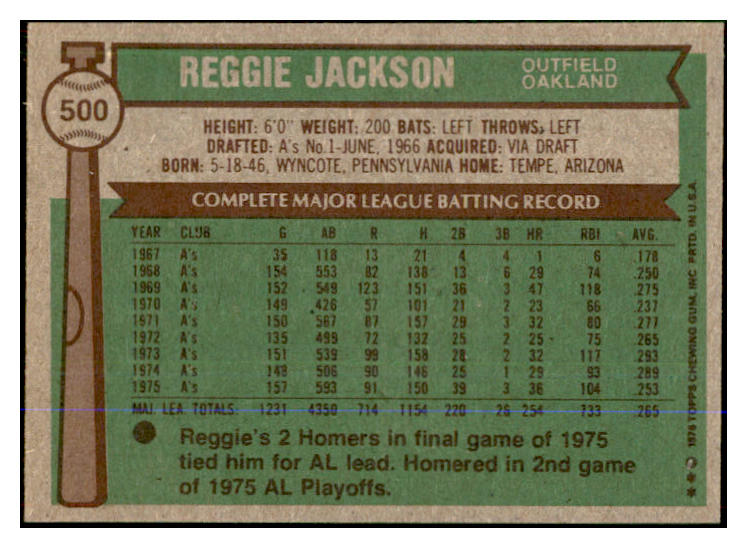 500
REGGIE JACKSON
OUTFIELD
OAKLAND
HEIGHT: 6'0" WEIGHT: 200 BATS: LEFT THROWS: LEFT
DRAFTED: A's No.1-JUNE, 1966 ACQUIRED: VIA DRAFT
BORN: 5-18-46, WYNCOTE, PENNSYLVANIA HOME: TEMPE, ARIZONA
COMPLETE MAJOR LEAGUE BATTING RECORD
YEAR CLUB G AB R H 2B 3B HR RBI AVG.
1967 A's 35 118 13 21 4 4 1 6 .178
1968 A's 154 553 82 138 13 6 29 74 .250
1969 A's 152 549 123 151 36 3 47 118 .275
1970 A's 149 426 57 101 21 2 23 66 .237
1971 A's 150 567 87 157 29 3 32 80 .277
1972 A's 135 499 72 132 25 2 25 75 .265
1973 A's 151 539 99 158 28 2 32 117 .293
1974 A's 148 506 90 146 25 1 29 93 .289
1975 A's 157 593 91 150 39 3 36 104 .253
MAJ. LEA. TOTALS: 1231 4350 714 1154 220 26 254 733 .265
Reggie's 2 Homers in final game of 1975
tied him for AL lead. Homered in 2nd game
of 1975 AL Playoffs.
** © 1976 TOPPS CHEWING GUM, INC. PRTD. IN U.S.A.